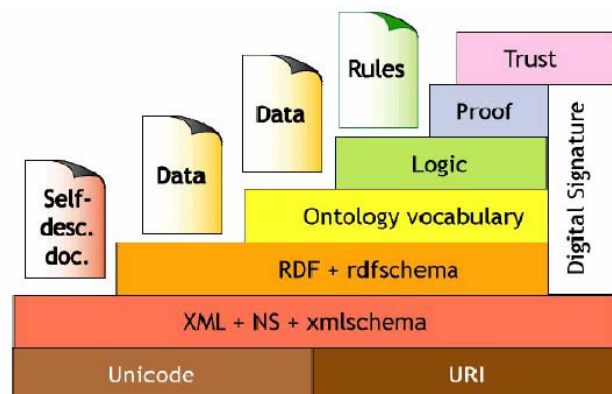 Rules
Trust
Data
Proof
Data
Logic
Self-
desc.
doc.
Ontology vocabulary
Digital Signature
RDF + rdfschema
XML + NS + xmlschema
Unicode
URI